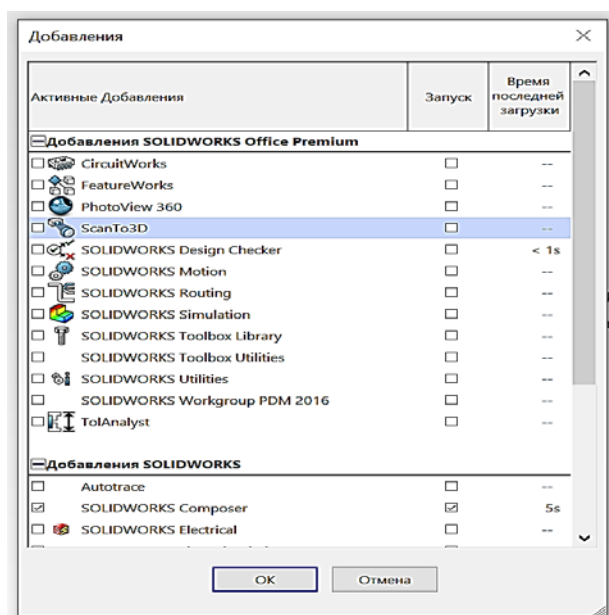 Добавления
Активные Добавления Запуск Время последней загрузки
Добавления SOLIDWORKS Office Premium
CircuitWorks --
FeatureWorks --
PhotoView 360 --
ScanTo3D --
SOLIDWORKS Design Checker < 1s
SOLIDWORKS Motion --
SOLIDWORKS Routing --
SOLIDWORKS Simulation --
SOLIDWORKS Toolbox Library --
SOLIDWORKS Toolbox Utilities --
SOLIDWORKS Utilities --
SOLIDWORKS Workgroup PDM 2016 --
TolAnalyst --
Добавления SOLIDWORKS
Autotrace --
SOLIDWORKS Composer 5s
SOLIDWORKS Electrical --
OK Отмена